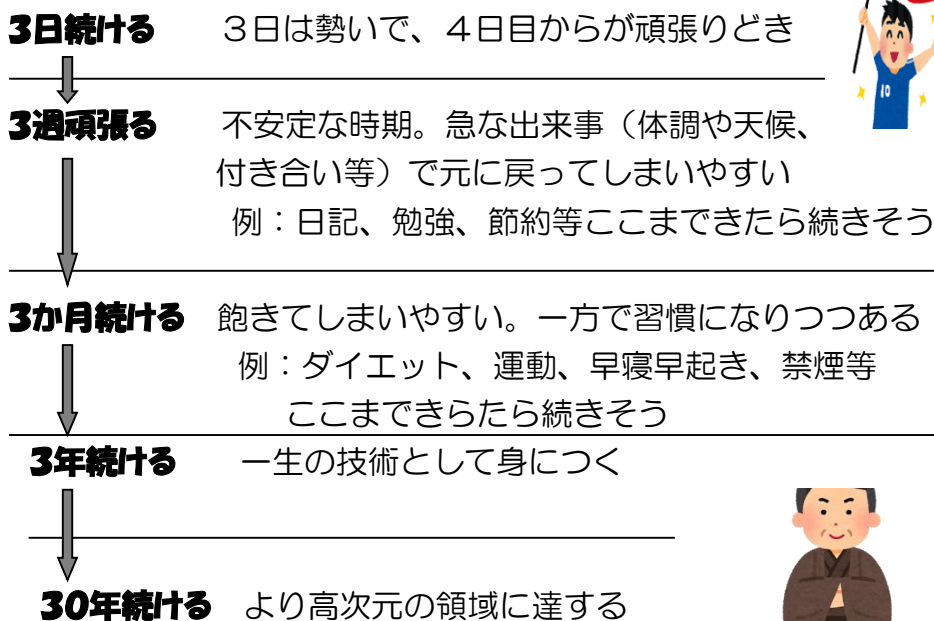 3日続ける ３日は勢いで、４日目からが頑張りどき
3週頑張る 不安定な時期。急な出来事（体調や天候、
付き合い等）で元に戻ってしまいやすい
例：日記、勉強、節約等ここまできたら続きそう
3か月続ける 飽きてしまいやすい。一方で習慣になりつつある
例：ダイエット、運動、早寝早起き、禁煙等
ここまできらたら続きそう
3年続ける 一生の技術として身につく
30年続ける より高次元の領域に達する
10